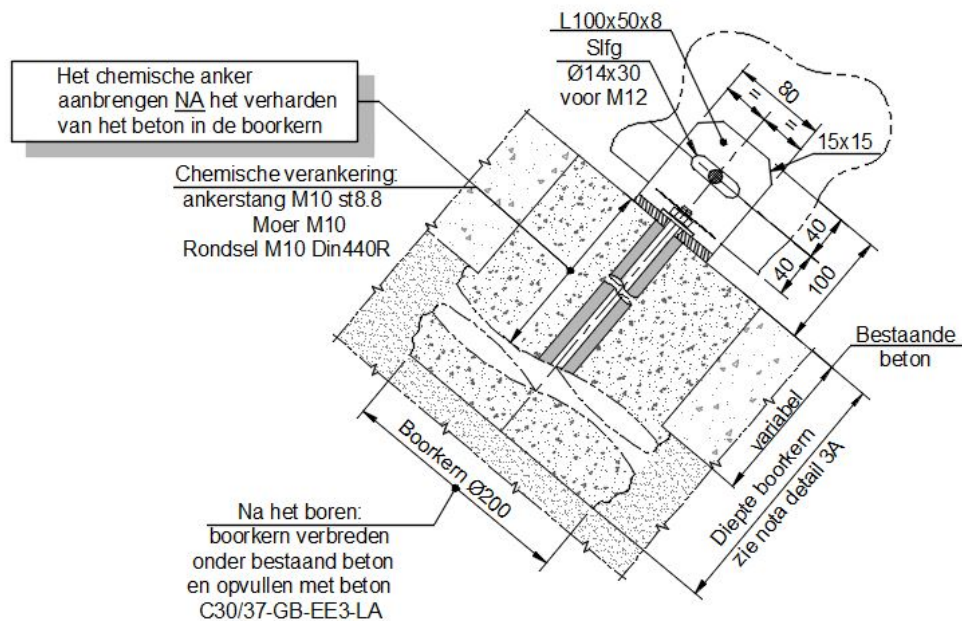 L100x50x8
Slfg
Ø14x30
voor M12
80
=
=
15x15
Het chemische anker
aanbrengen NA het verharden
van het beton in de boorkern
Chemische verankering:
ankerstang M10 st8.8
Moer M10
Rondsel M10 Din440R
40
40
100
Bestaande
beton
variabel
Diepte boorkern
zie nota detail 3A
Boorkern Ø200
Na het boren:
boorkern verbreden
onder bestaand beton
en opvullen met beton
C30/37-GB-EE3-LA